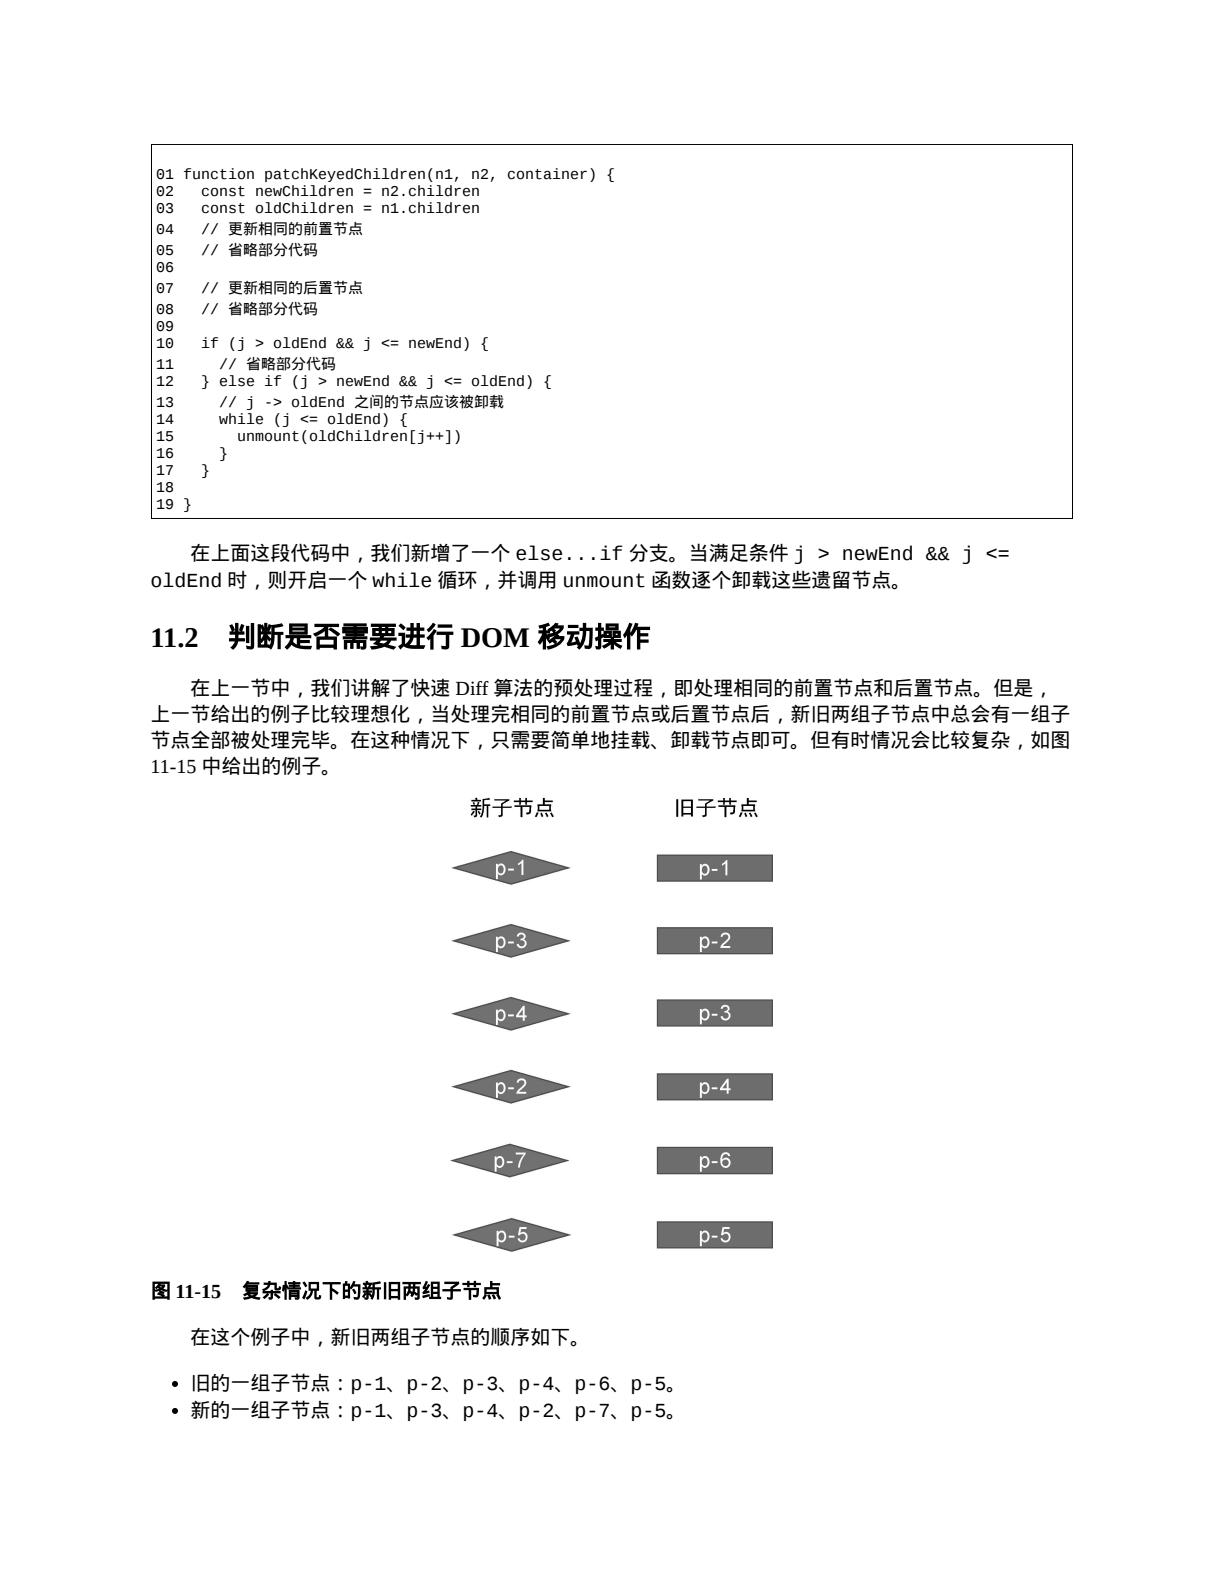 01 function patchKeyedChildren(n1, n2, container) {
02   const newChildren = n2.children
03   const oldChildren = n1.children
04   // 更新相同的前置节点
05   // 省略部分代码
06
07   // 更新相同的后置节点
08   // 省略部分代码
09
10   if (j > oldEnd && j <= newEnd) {
11     // 省略部分代码
12   } else if (j > newEnd && j <= oldEnd) {
13     // j -> oldEnd 之间的节点应该被卸载
14     while (j <= oldEnd) {
15       unmount(oldChildren[j++])
16     }
17   }
18
19 }
在上面这段代码中，我们新增了一个 else...if 分支。当满足条件 j > newEnd && j <=
oldEnd 时，则开启一个 while 循环，并调用 unmount 函数逐个卸载这些遗留节点。
11.2　判断是否需要进行 DOM 移动操作
在上一节中，我们讲解了快速 Diff 算法的预处理过程，即处理相同的前置节点和后置节点。但是，
上一节给出的例子比较理想化，当处理完相同的前置节点或后置节点后，新旧两组子节点中总会有一组子
节点全部被处理完毕。在这种情况下，只需要简单地挂载、卸载节点即可。但有时情况会比较复杂，如图
11-15 中给出的例子。
新子节点 旧子节点
p-1 p-1
p-3 p-2
p-4 p-3
p-2 p-4
p-7 p-6
p-5 p-5
图 11-15　复杂情况下的新旧两组子节点
在这个例子中，新旧两组子节点的顺序如下。
• 旧的一组子节点：p-1、p-2、p-3、p-4、p-6、p-5。
• 新的一组子节点：p-1、p-3、p-4、p-2、p-7、p-5。